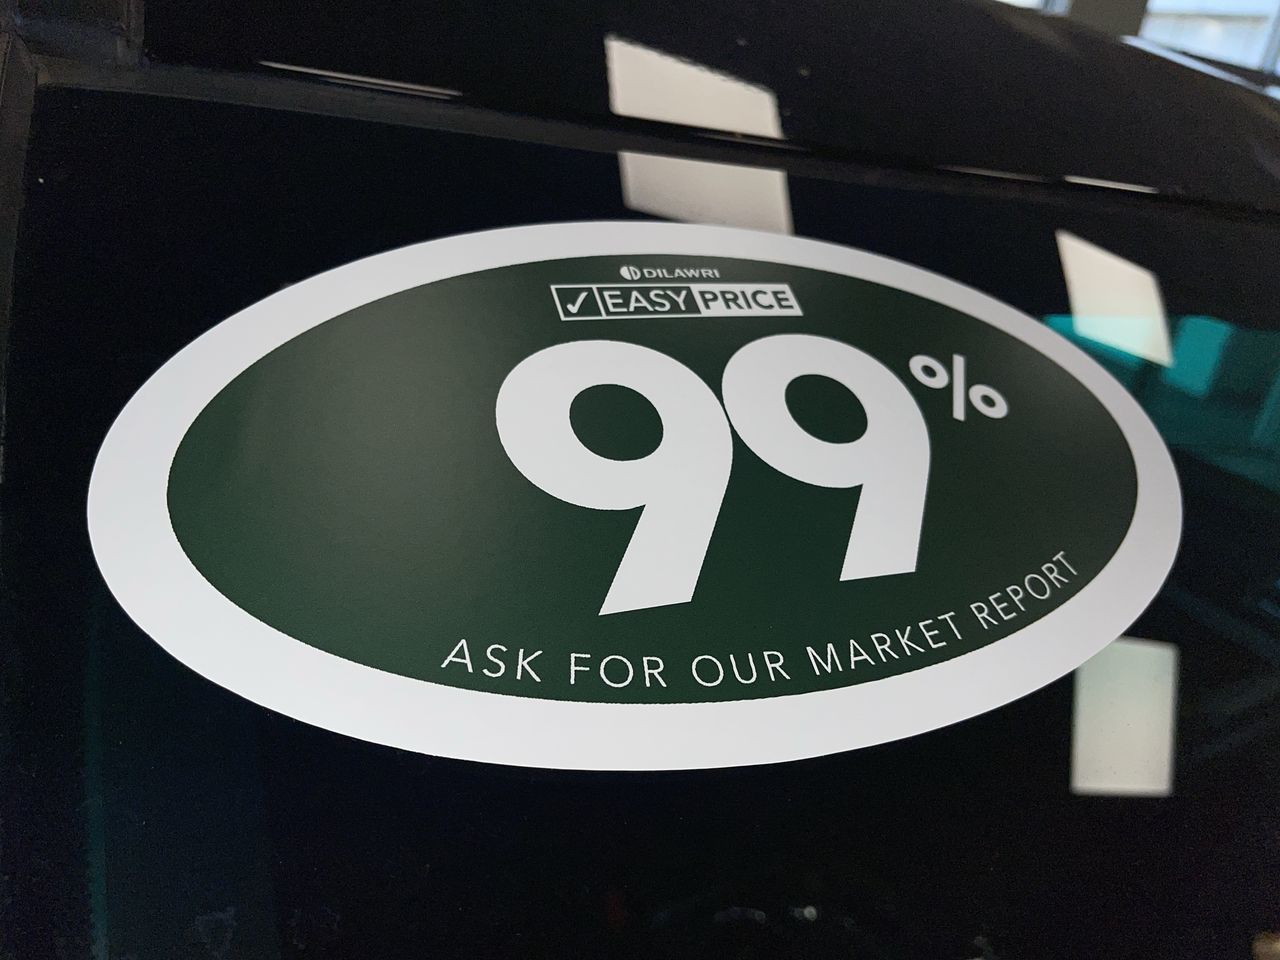 DILAWRI
✓ EASY PRICE
99%
ASK FOR OUR MARKET REPORT